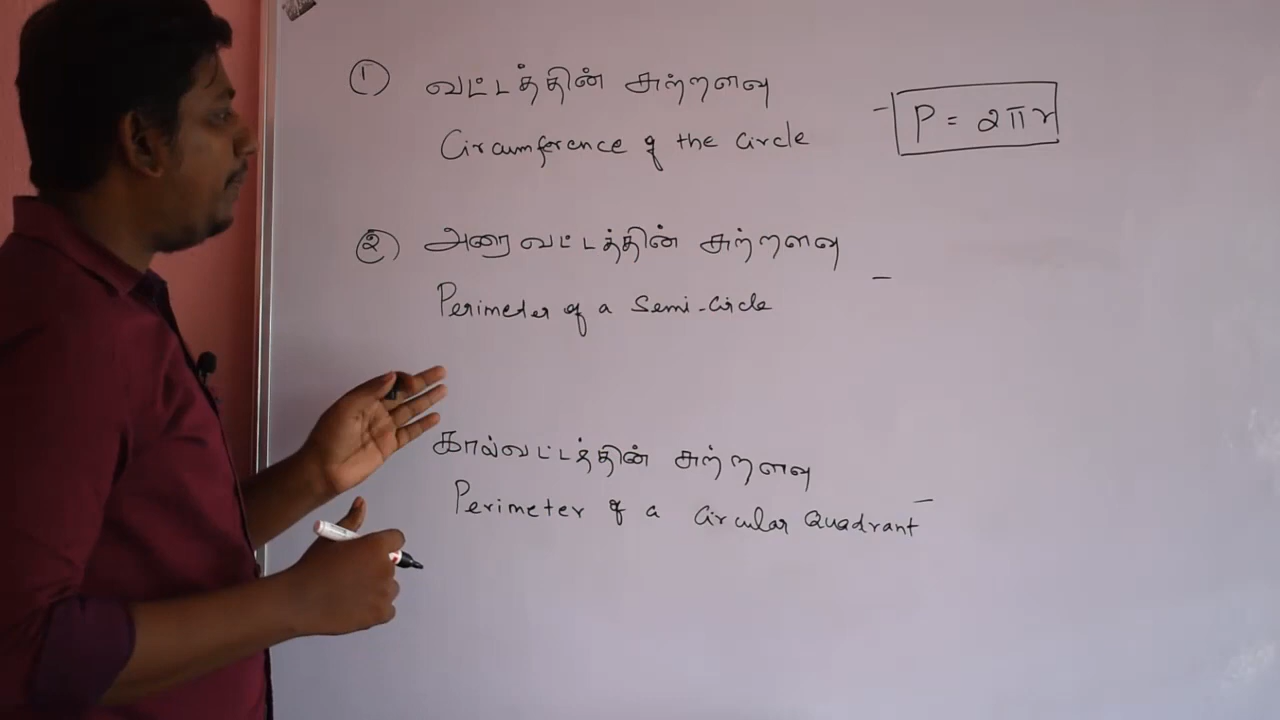 ① வட்டத்தின் சுற்றளவு
Circumference of the circle
- P = 2πr
② அரைவட்டத்தின் சுற்றளவு
Perimeter of a Semi-circle -
கால்வட்டத்தின் சுற்றளவு
Perimeter of a circular Quadrant -